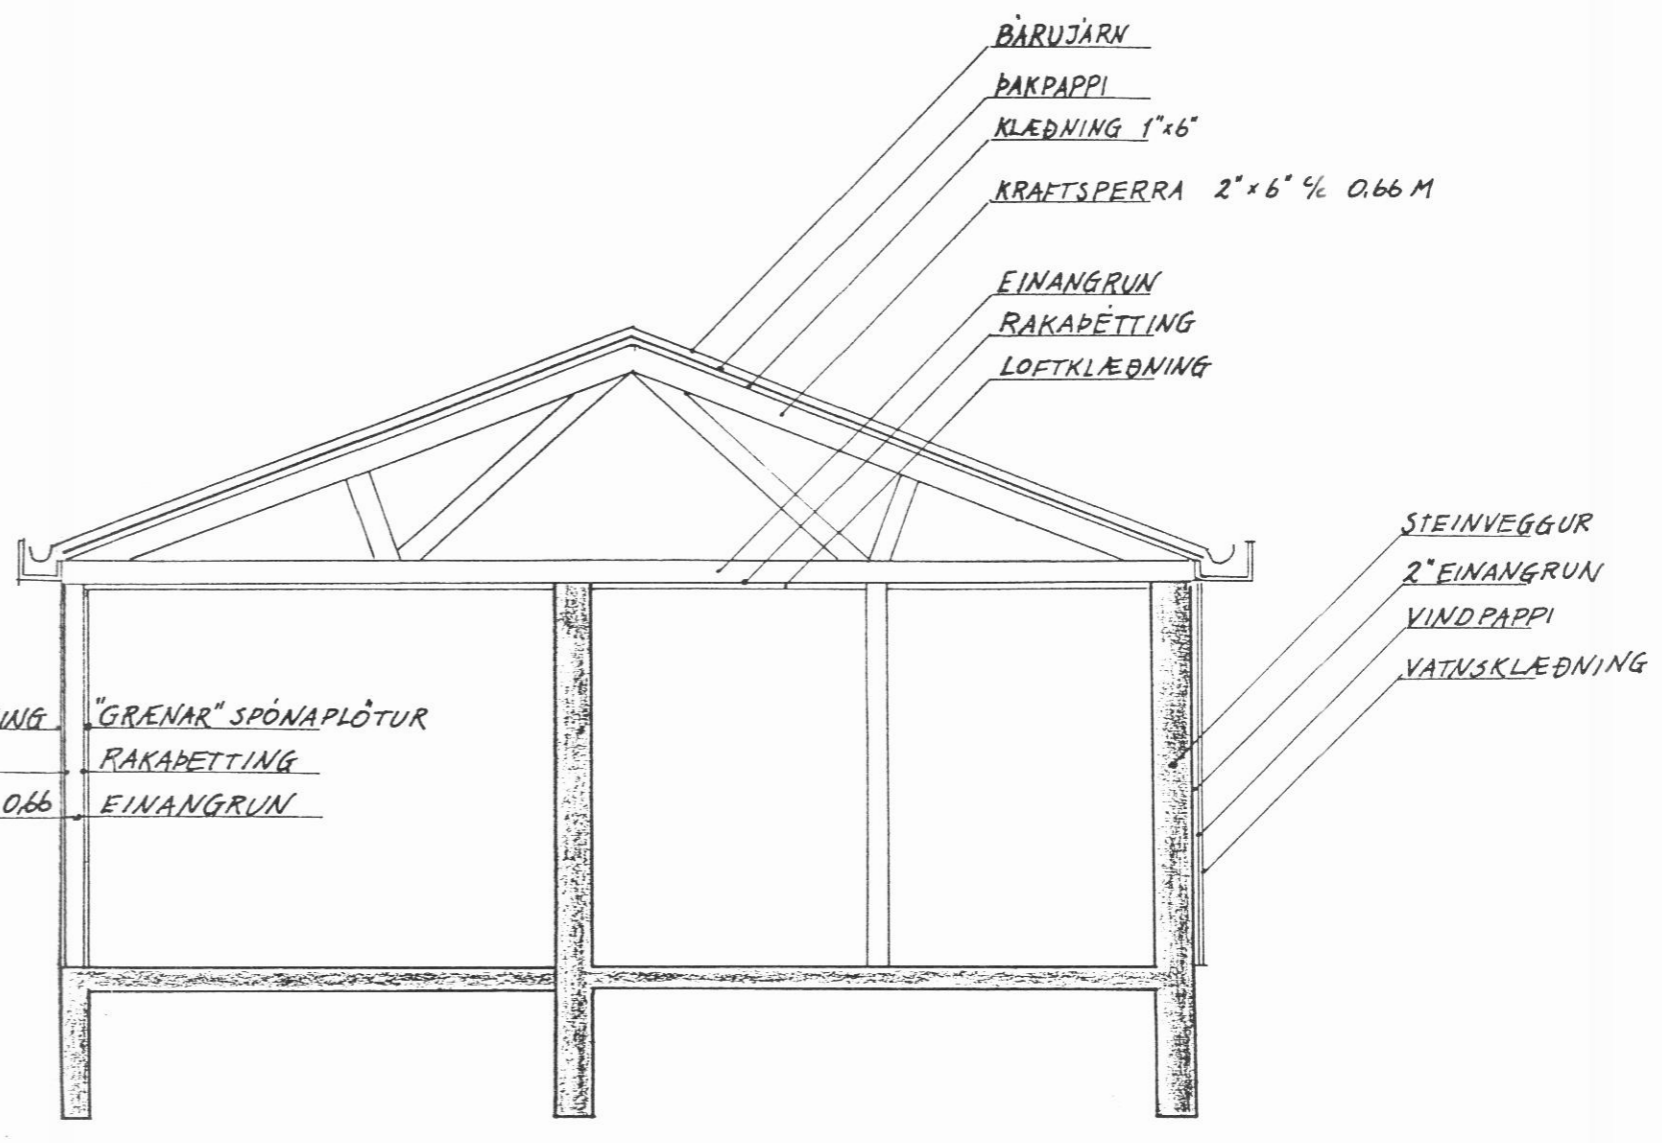 BÁRUJÁRN
ÞAKPAPPI
KLÆÐNING 1"x6"
KRAFTSPERRA 2"x6" c/c 0.66 M
EINANGRUN
RAKAÞÉTTING
LOFTKLÆÐNING
STEINVEGGUR
2" EINANGRUN
VINDPAPPI
VATNSKLÆÐNING
ING "GRÆNAR" SPÓNAPLÖTUR
RAKAÞETTING
0,66 EINANGRUN